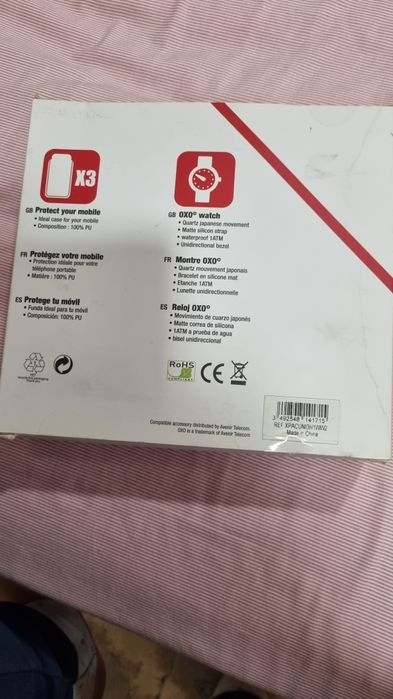 X3
GB Protect your mobile
• Ideal case for your mobile
• Composition : 100% PU
FR Protégez votre mobile
• Protection idéale pour votre
téléphone portable
• Matière : 100% PU
ES Protege tu móvil
• Funda ideal para tu móvil
• Composición: 100% PU
GB OXO® watch
• Quartz japanese movement
• Matte silicon strap
• waterproof 1ATM
• Unidirectional bezel
FR Montre OXO®
• Quartz mouvement japonais
• Bracelet en silicone mat
• Etanche 1ATM
• Lunette unidirectionnelle
ES Reloj OXO®
• Movimiento de cuarzo japonés
• Matte correa de silicona
• 1ATM a prueba de agua
• bisel unidireccional
RoHS
COMPLIANT
CE
Compatible accessory distributed by Avenir Telecom.
OXO is a trademark of Avenir Telecom
3 492548 141715
Made in China